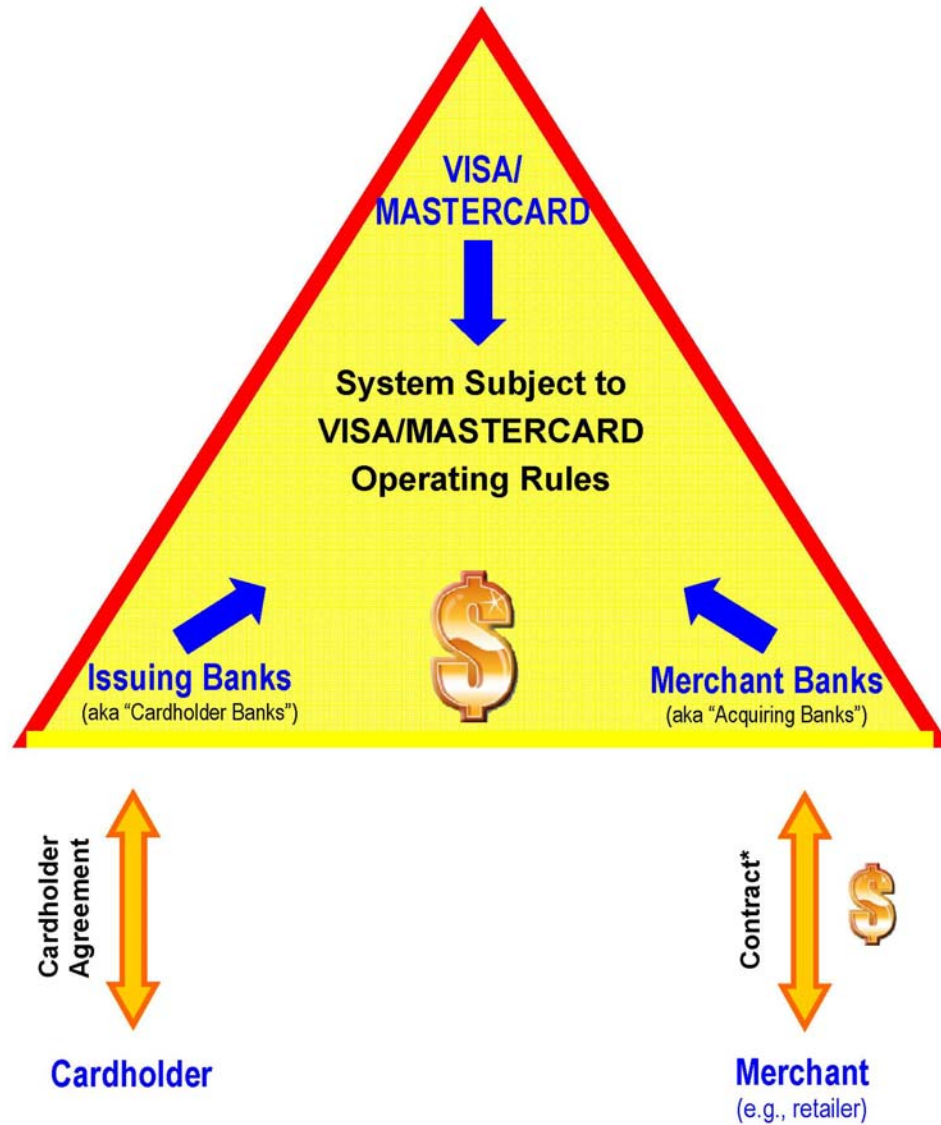 VISA/
MASTERCARD
System Subject to
VISA/MASTERCARD
Operating Rules
$
Issuing Banks
(aka “Cardholder Banks”)
Merchant Banks
(aka “Acquiring Banks”)
Cardholder
Agreement
Contract*
$
Cardholder
Merchant
(e.g., retailer)